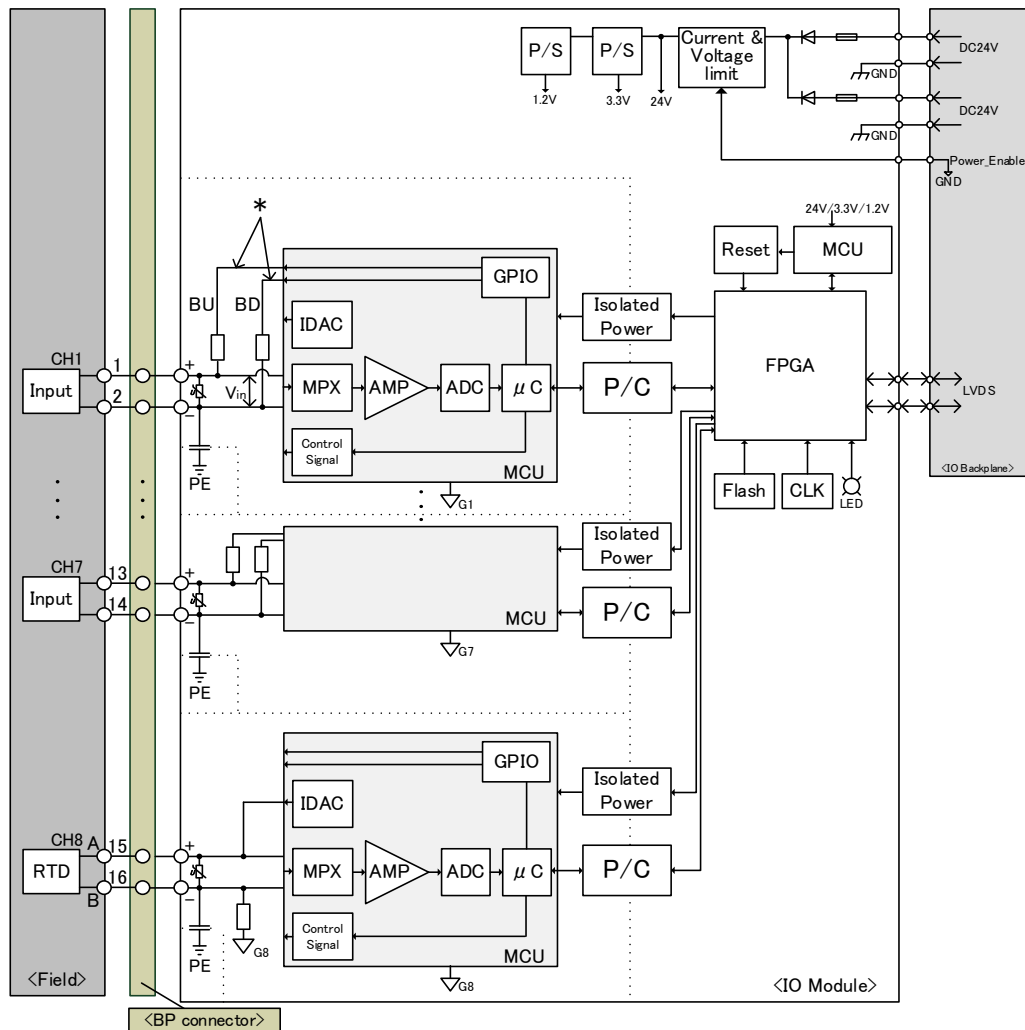 P/S
P/S
Current &
Voltage
limit
1.2V
3.3V
24V
GND
GND
DC24V
DC24V
Power_Enable
GND
24V/3.3V/1.2V
Reset
MCU
FPGA
LVDS
<IO Backplane>
Flash
CLK
LED
*
BU
BD
GPIO
IDAC
MPX
AMP
ADC
μC
Control
Signal
MCU
G1
Isolated
Power
P/C
CH1
Input
1
2
+
−
Vin
PE
CH7
Input
13
14
+
−
PE
MCU
G7
Isolated
Power
P/C
GPIO
IDAC
MPX
AMP
ADC
μC
Control
Signal
MCU
G8
Isolated
Power
P/C
CH8
RTD
A
15
16
B
+
−
PE
G8
<Field>
<IO Module>
<BP connector>